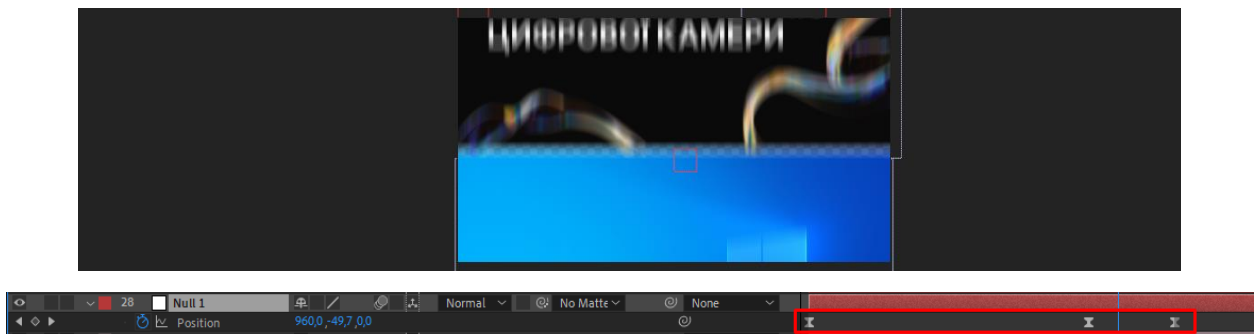 ЦИФРОВОЇ КАМЕРИ
28 Null 1 Normal No Matte None
Position 960,0,-49,7,0,0